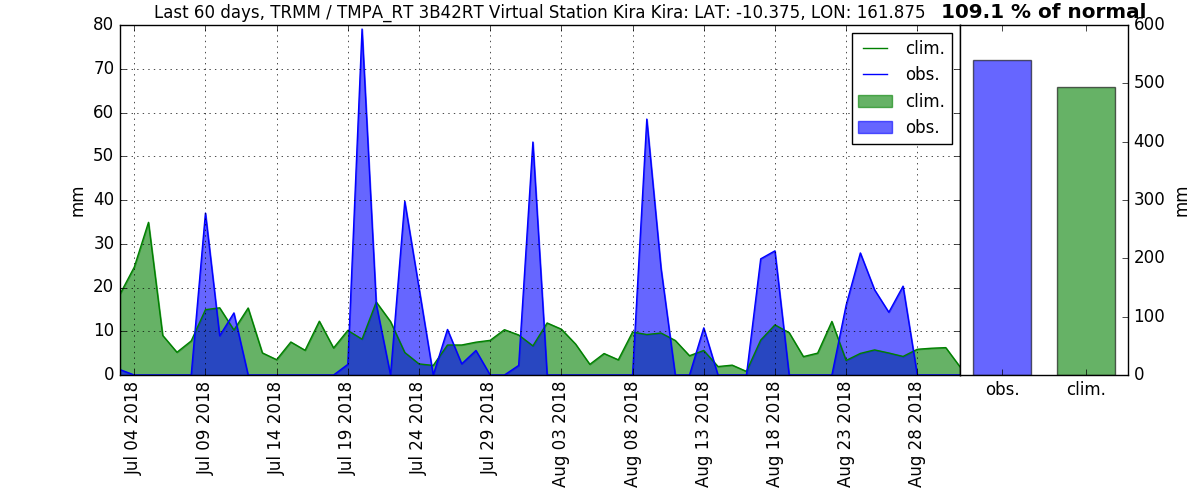 Last 60 days, TRMM / TMPA_RT 3B42RT Virtual Station Kira Kira: LAT: -10.375, LON: 161.875 109.1 % of normal
80
70
60
50
40
30
20
10
0
mm
clim.
obs.
clim.
obs.
600
500
400
300
200
100
0
mm
obs.
clim.
Jul 04 2018
Jul 09 2018
Jul 14 2018
Jul 19 2018
Jul 24 2018
Jul 29 2018
Aug 03 2018
Aug 08 2018
Aug 13 2018
Aug 18 2018
Aug 23 2018
Aug 28 2018